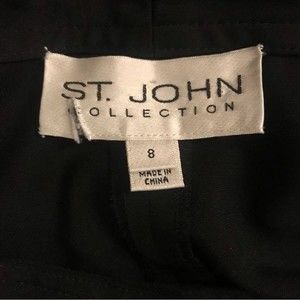 ST. JOHN
COLLECTION
8
MADE IN
CHINA